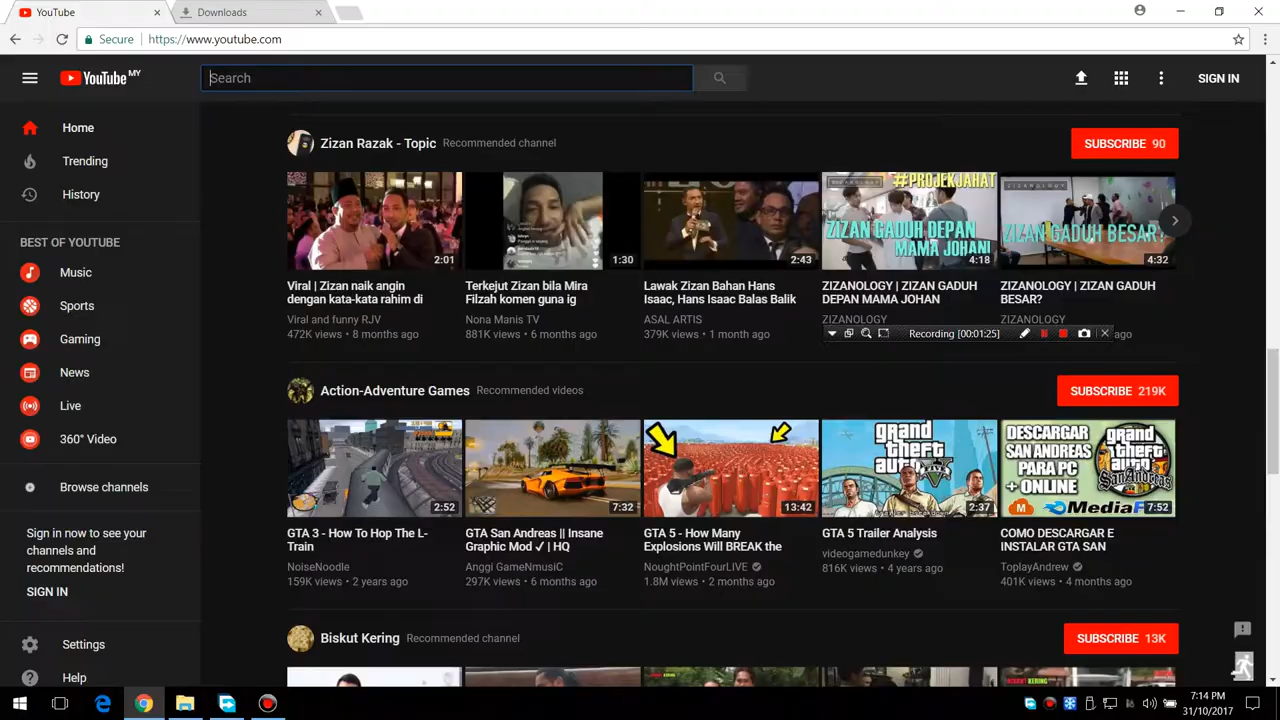 YouTube
Downloads
Secure
https://www.youtube.com
YouTube MY
Search
SIGN IN
Home
Trending
History
BEST OF YOUTUBE
Music
Sports
Gaming
News
Live
360° Video
Browse channels
Sign in now to see your
channels and
recommendations!
SIGN IN
Settings
Help
Zizan Razak - Topic Recommended channel
SUBSCRIBE 90
2:01
1:30
2:43
ZIZANOLOGY
#PROJEKJAHAT
ZIZAN GADUH DEPAN
MAMA JOHANI
4:18
ZIZANOLOGY
ZIZAN GADUH BESAR?
4:32
Viral | Zizan naik angin
dengan kata-kata rahim di
Viral and funny RJV
472K views • 8 months ago
Terkejut Zizan bila Mira
Filzah komen guna ig
Nona Manis TV
881K views • 6 months ago
Lawak Zizan Bahan Hans
Isaac, Hans Isaac Balas Balik
ASAL ARTIS
379K views • 1 month ago
ZIZANOLOGY | ZIZAN GADUH
DEPAN MAMA JOHAN
ZIZANOLOGY
ZIZANOLOGY | ZIZAN GADUH
BESAR?
ZIZANOLOGY
ago
Recording [00:01:25]
Action-Adventure Games Recommended videos
SUBSCRIBE 219K
2:52
7:32
13:42
grand
theft
auto
V
2:37
DESCARGAR
SAN ANDREAS
PARA PC
+ ONLINE
grand
theft
auto
SanAndreas
MediaF
7:52
GTA 3 - How To Hop The L-
Train
NoiseNoodle
159K views • 2 years ago
GTA San Andreas || Insane
Graphic Mod ✓ | HQ
Anggi GameNmusiC
297K views • 6 months ago
GTA 5 - How Many
Explosions Will BREAK the
NoughtPointFourLIVE
1.8M views • 2 months ago
GTA 5 Trailer Analysis
videogamedunkey
816K views • 4 years ago
COMO DESCARGAR E
INSTALAR GTA SAN
ToplayAndrew
401K views • 4 months ago
Biskut Kering Recommended channel
SUBSCRIBE 13K
7:14 PM
31/10/2017